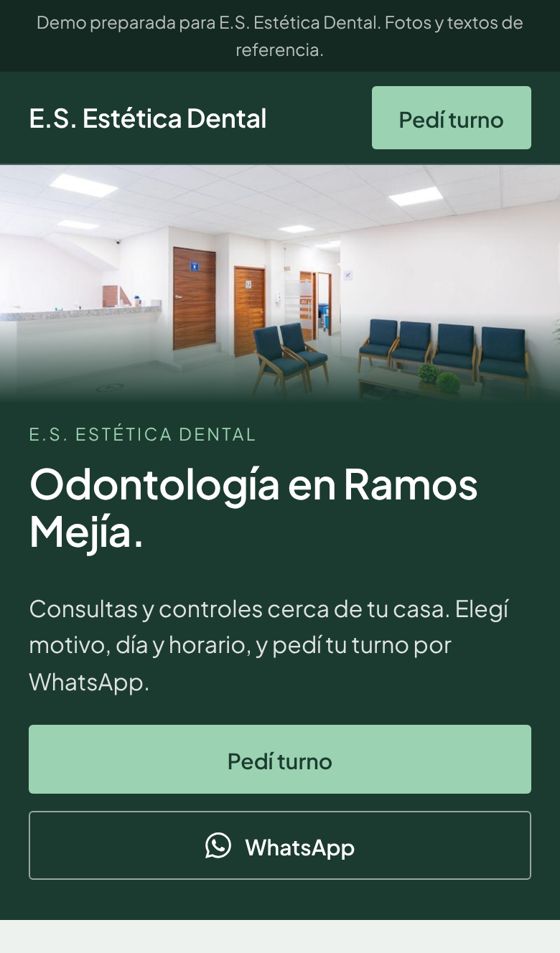 Demo preparada para E.S. Estética Dental. Fotos y textos de
referencia.
E.S. Estética Dental
Pedí turno
E.S. ESTÉTICA DENTAL
Odontología en Ramos
Mejía.
Consultas y controles cerca de tu casa. Elegí
motivo, día y horario, y pedí tu turno por
WhatsApp.
Pedí turno
WhatsApp